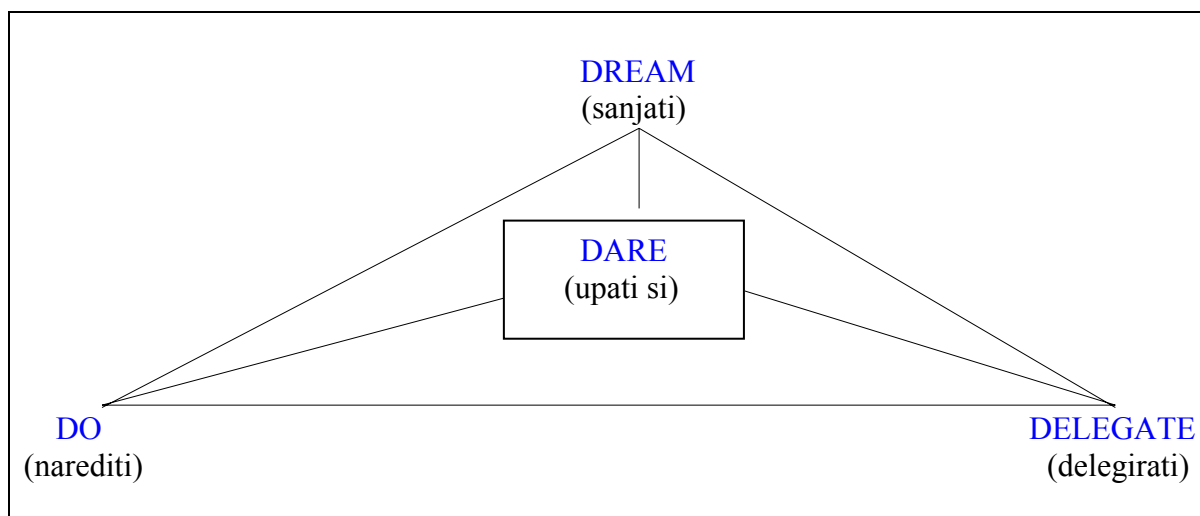 DREAM
(sanjati)
DARE
(upati si)
DO
(narediti)
DELEGATE
(delegirati)